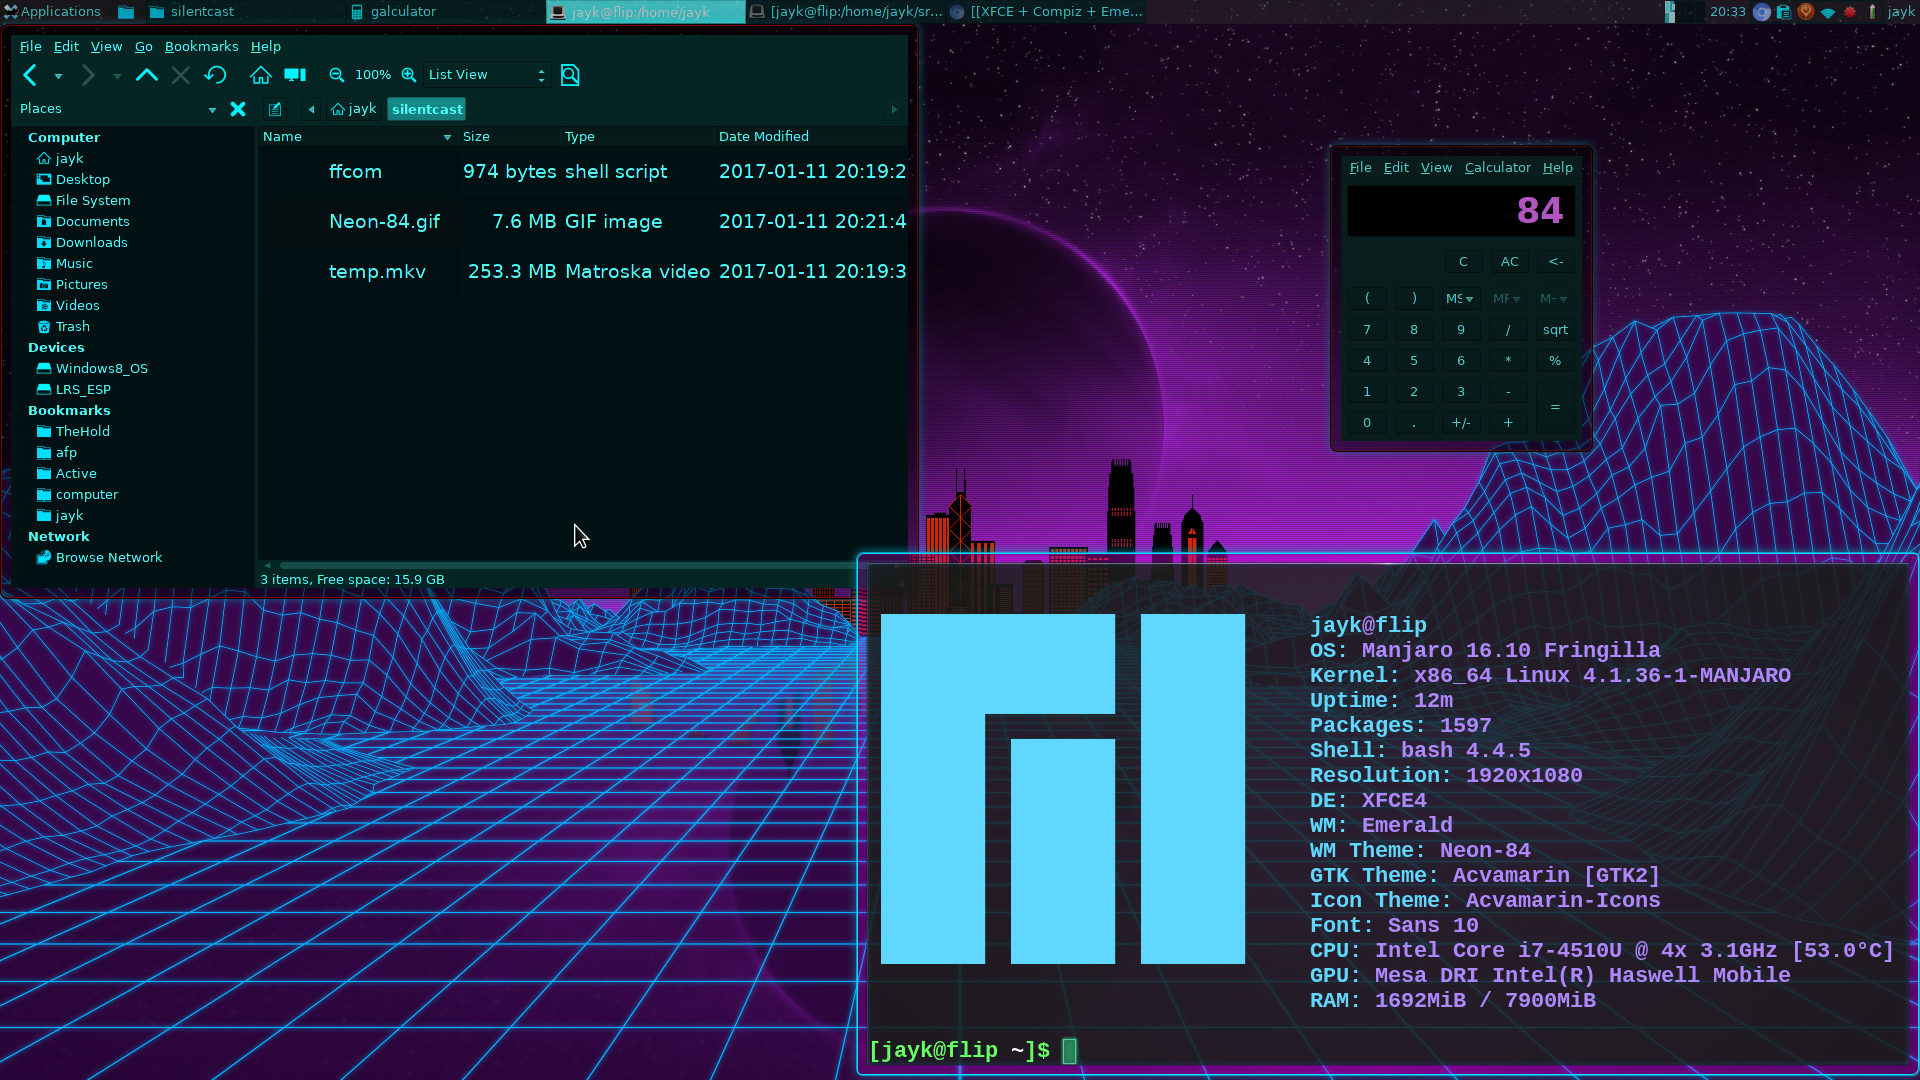 Applications silentcast galculator jayk@flip:/home/jayk [jayk@flip:/home/jayk/sr... [[XFCE + Compiz + Eme... 20:33 jayk
File Edit View Go Bookmarks Help
100% List View
Places jayk silentcast
Name Size Type Date Modified
ffcom 974 bytes shell script 2017-01-11 20:19:2
Neon-84.gif 7.6 MB GIF image 2017-01-11 20:21:4
temp.mkv 253.3 MB Matroska video 2017-01-11 20:19:3
Computer
jayk
Desktop
File System
Documents
Downloads
Music
Pictures
Videos
Trash
Devices
Windows8_OS
LRS_ESP
Bookmarks
TheHold
afp
Active
computer
jayk
Network
Browse Network
3 items, Free space: 15.9 GB
File Edit View Calculator Help
84
C AC <-
( ) MS MR M-
7 8 9 / sqrt
4 5 6 * %
1 2 3 - =
0 . +/- +
jayk@flip
OS: Manjaro 16.10 Fringilla
Kernel: x86_64 Linux 4.1.36-1-MANJARO
Uptime: 12m
Packages: 1597
Shell: bash 4.4.5
Resolution: 1920x1080
DE: XFCE4
WM: Emerald
WM Theme: Neon-84
GTK Theme: Acvamarin [GTK2]
Icon Theme: Acvamarin-Icons
Font: Sans 10
CPU: Intel Core i7-4510U @ 4x 3.1GHz [53.0°C]
GPU: Mesa DRI Intel(R) Haswell Mobile
RAM: 1692MiB / 7900MiB
[jayk@flip ~]$